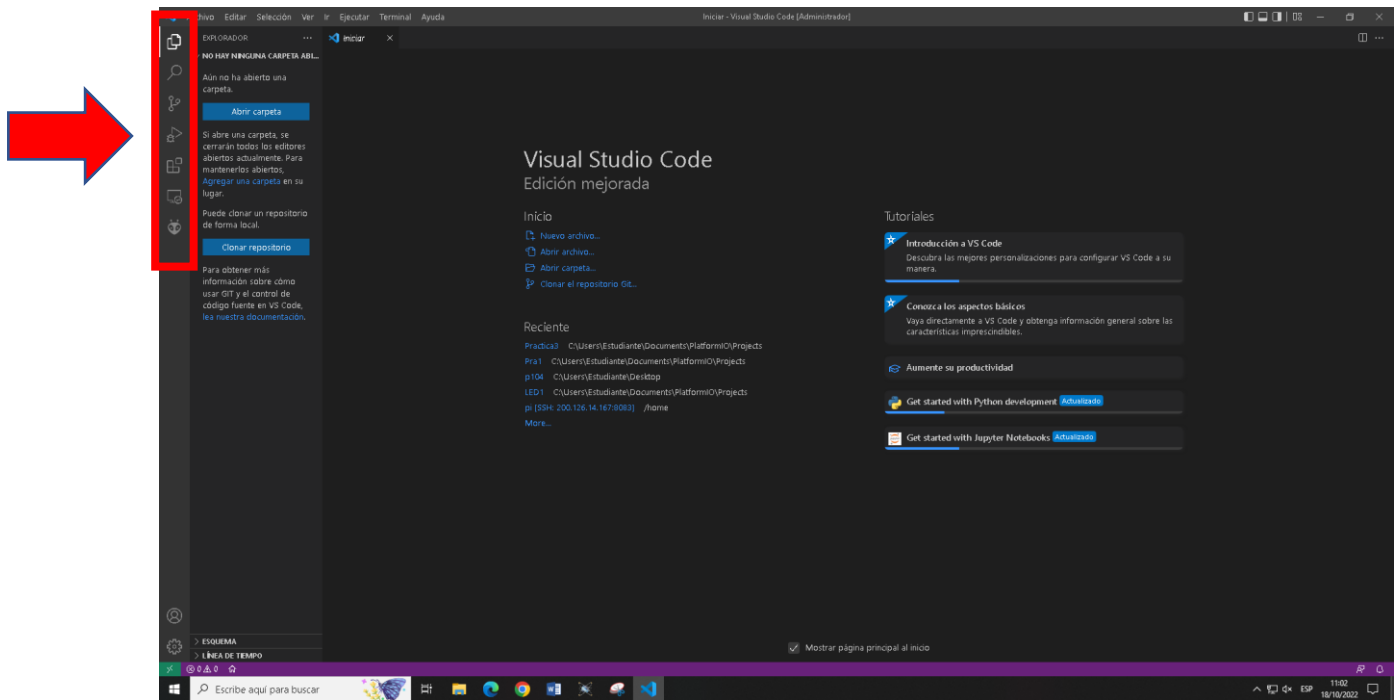 hivo Editar Selección Ver Ir Ejecutar Terminal Ayuda
Iniciar - Visual Studio Code [Administrador]
EXPLORADOR ...
Iniciar
NO HAY NINGUNA CARPETA ABI...
Aún no ha abierto una
carpeta.
Abrir carpeta
Si abre una carpeta, se
cerrarán todos los editores
abiertos actualmente. Para
mantenerlos abiertos,
Agregar una carpeta en su
lugar.
Puede clonar un repositorio
de forma local.
Clonar repositorio
Para obtener más
información sobre cómo
usar GIT y el control de
código fuente en VS Code,
lea nuestra documentación.
ESQUEMA
LÍNEA DE TIEMPO
Visual Studio Code
Edición mejorada
Inicio
Nuevo archivo...
Abrir archivo...
Abrir carpeta...
Clonar el repositorio Git...
Reciente
Practica3 C:\Users\Estudiante\Documents\PlatformIO\Projects
Pra1 C:\Users\Estudiante\Documents\PlatformIO\Projects
p104 C:\Users\Estudiante\Desktop
LED1 C:\Users\Estudiante\Documents\PlatformIO\Projects
pi [SSH: 200.126.14.167:8083] /home
More...
Tutoriales
Introducción a VS Code
Descubra las mejores personalizaciones para configurar VS Code a su
manera.
Conozca los aspectos básicos
Vaya directamente a VS Code y obtenga información general sobre las
características imprescindibles.
Aumente su productividad
Get started with Python development Actualizado
Get started with Jupyter Notebooks Actualizado
Mostrar página principal al inicio
0 0
Escribe aquí para buscar
ESP
11:02
18/10/2022